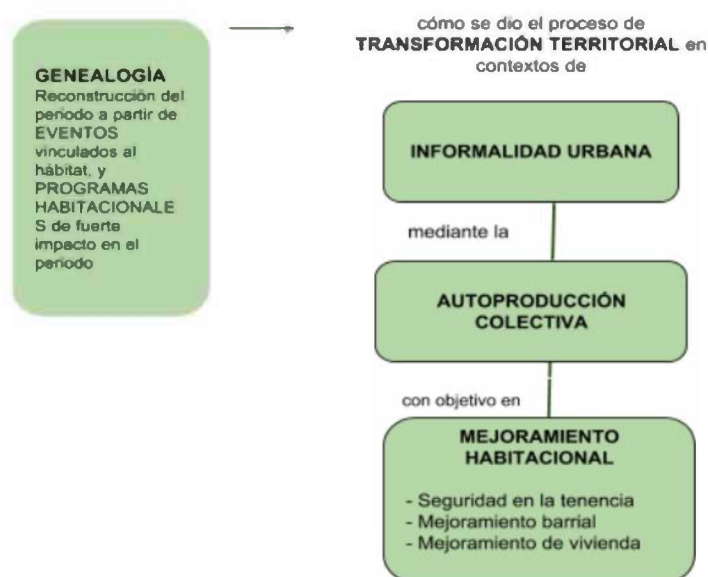 GENEALOGÍA
Reconstrucción del
periodo a partir de
EVENTOS
vinculados al
hábitat, y
PROGRAMAS
HABITACIONALE
S de fuerte
impacto en el
periodo
cómo se dio el proceso de
TRANSFORMACIÓN TERRITORIAL en
contextos de
INFORMALIDAD URBANA
mediante la
AUTOPRODUCCIÓN
COLECTIVA
con objetivo en
MEJORAMIENTO
HABITACIONAL
- Seguridad en la tenencia
- Mejoramiento barrial
- Mejoramiento de vivienda